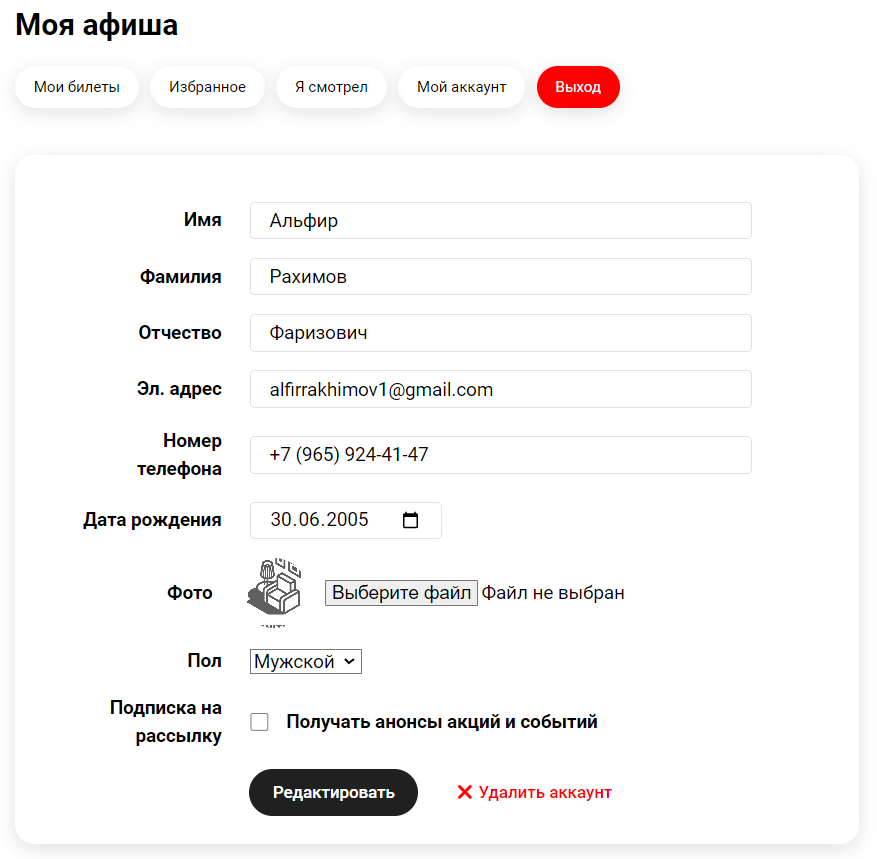 Моя афиша
Мои билеты Избранное Я смотрел Мой аккаунт Выход
Имя Альфир
Фамилия Рахимов
Отчество Фаризович
Эл. адрес alfirrakhimov1@gmail.com
Номер
телефона +7 (965) 924-41-47
Дата рождения 30.06.2005
Фото Выберите файл Файл не выбран
Пол Мужской
Подписка на
рассылку Получать анонсы акций и событий
Редактировать Удалить аккаунт